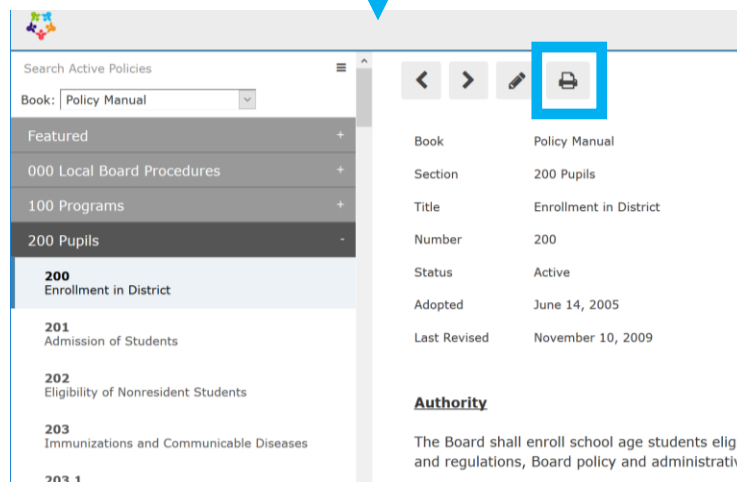 Search Active Policies
Book: Policy Manual
Featured +
000 Local Board Procedures +
100 Programs +
200 Pupils -
200
Enrollment in District
201
Admission of Students
202
Eligibility of Nonresident Students
203
Immunizations and Communicable Diseases
203.1
Book Policy Manual
Section 200 Pupils
Title Enrollment in District
Number 200
Status Active
Adopted June 14, 2005
Last Revised November 10, 2009
Authority
The Board shall enroll school age students elig
and regulations, Board policy and administrativ